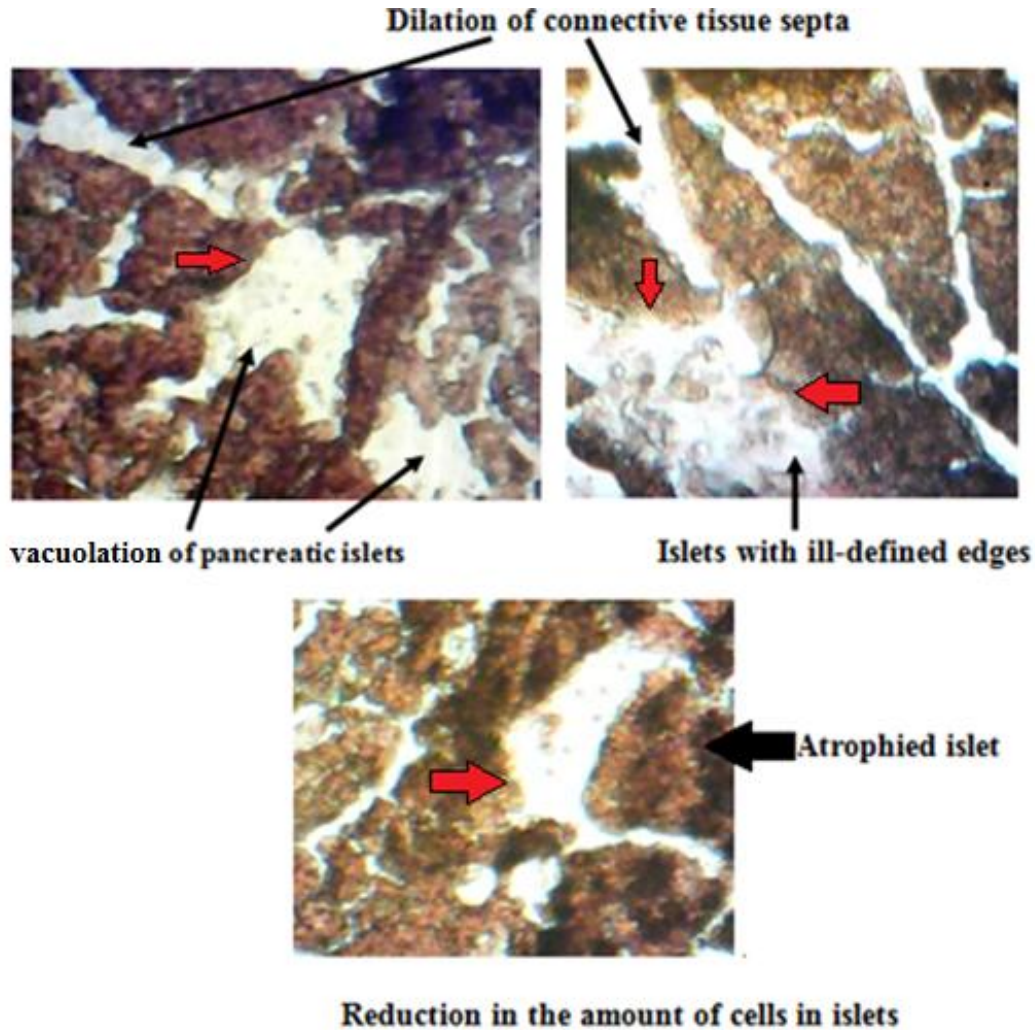 Dilation of connective tissue septa
vacuolation of pancreatic islets
Islets with ill-defined edges
Atrophied islet
Reduction in the amount of cells in islets